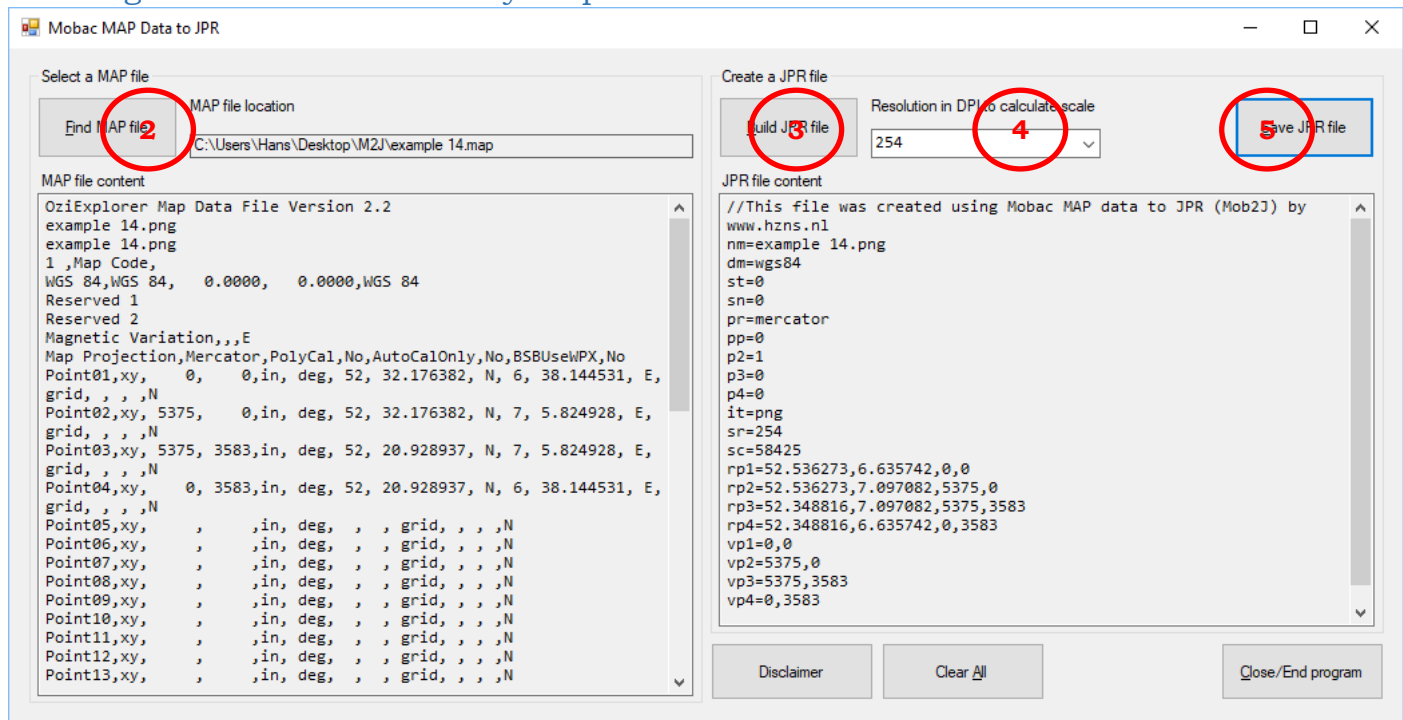 Mobac MAP Data to JPR
Select a MAP file
Find MAP file
2
MAP file location
C:\Users\Hans\Desktop\M2J\example 14.map
MAP file content
OziExplorer Map Data File Version 2.2
example 14.png
example 14.png
1 ,Map Code,
WGS 84,WGS 84,   0.0000,   0.0000,WGS 84
Reserved 1
Reserved 2
Magnetic Variation,,,E
Map Projection,Mercator,PolyCal,No,AutoCalOnly,No,BSBUseWPX,No
Point01,xy,    0,    0,in, deg, 52, 32.176382, N, 6, 38.144531, E,
grid, , , ,N
Point02,xy, 5375,    0,in, deg, 52, 32.176382, N, 7, 5.824928, E,
grid, , , ,N
Point03,xy, 5375, 3583,in, deg, 52, 20.928937, N, 7, 5.824928, E,
grid, , , ,N
Point04,xy,    0, 3583,in, deg, 52, 20.928937, N, 6, 38.144531, E,
grid, , , ,N
Point05,xy,     ,     ,in, deg,  ,  , grid, , , ,N
Point06,xy,     ,     ,in, deg,  ,  , grid, , , ,N
Point07,xy,     ,     ,in, deg,  ,  , grid, , , ,N
Point08,xy,     ,     ,in, deg,  ,  , grid, , , ,N
Point09,xy,     ,     ,in, deg,  ,  , grid, , , ,N
Point10,xy,     ,     ,in, deg,  ,  , grid, , , ,N
Point11,xy,     ,     ,in, deg,  ,  , grid, , , ,N
Point12,xy,     ,     ,in, deg,  ,  , grid, , , ,N
Point13,xy,     ,     ,in, deg,  ,  , grid, , , ,N
Create a JPR file
Build JPR file
3
Resolution in DPI to calculate scale
254
4
Save JPR file
5
JPR file content
//This file was created using Mobac MAP data to JPR (Mob2J) by
www.hzns.nl
nm=example 14.png
dm=wgs84
st=0
sn=0
pr=mercator
pp=0
p2=1
p3=0
p4=0
it=png
sr=254
sc=58425
rp1=52.536273,6.635742,0,0
rp2=52.536273,7.097082,5375,0
rp3=52.348816,7.097082,5375,3583
rp4=52.348816,6.635742,0,3583
vp1=0,0
vp2=5375,0
vp3=5375,3583
vp4=0,3583
Disclaimer
Clear All
Close/End program